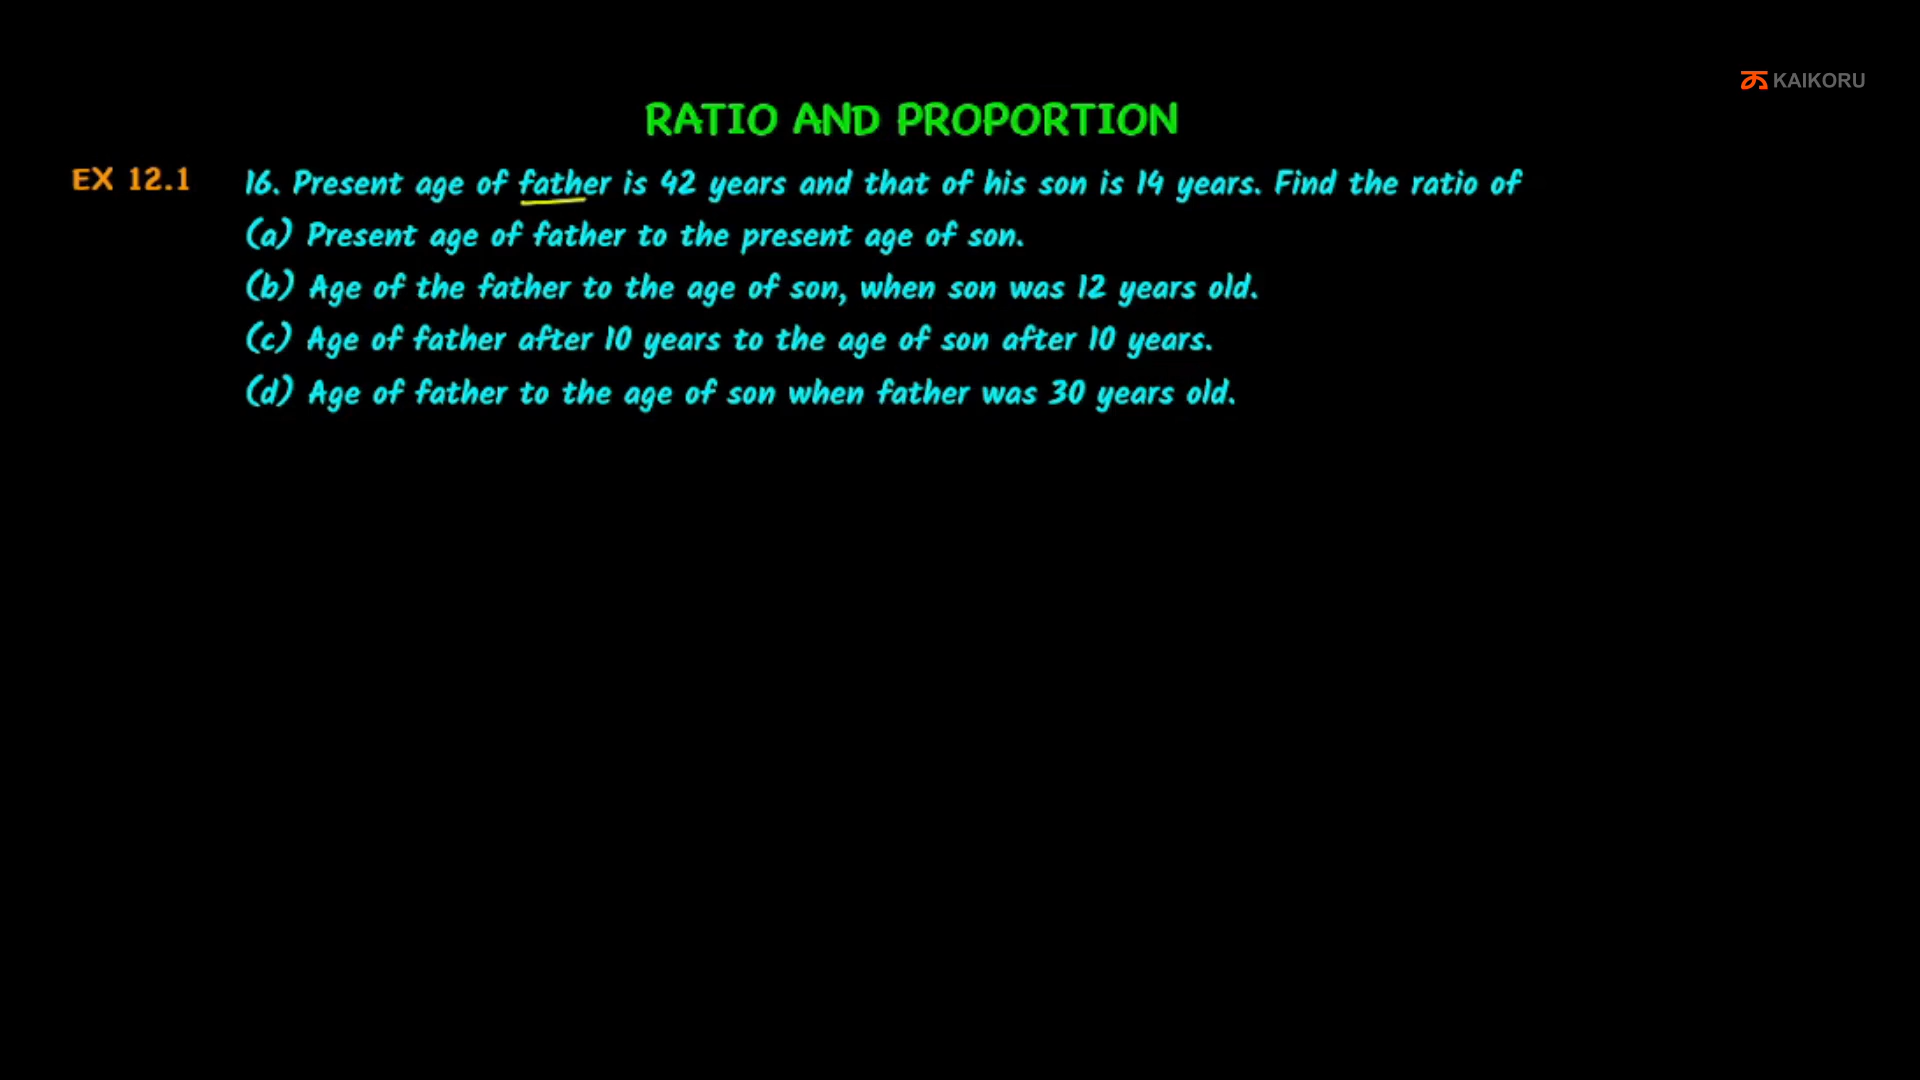 KAIKORU
RATIO AND PROPORTION
EX 12.1
16. Present age of father is 42 years and that of his son is 14 years. Find the ratio of
(a) Present age of father to the present age of son.
(b) Age of the father to the age of son, when son was 12 years old.
(c) Age of father after 10 years to the age of son after 10 years.
(d) Age of father to the age of son when father was 30 years old.